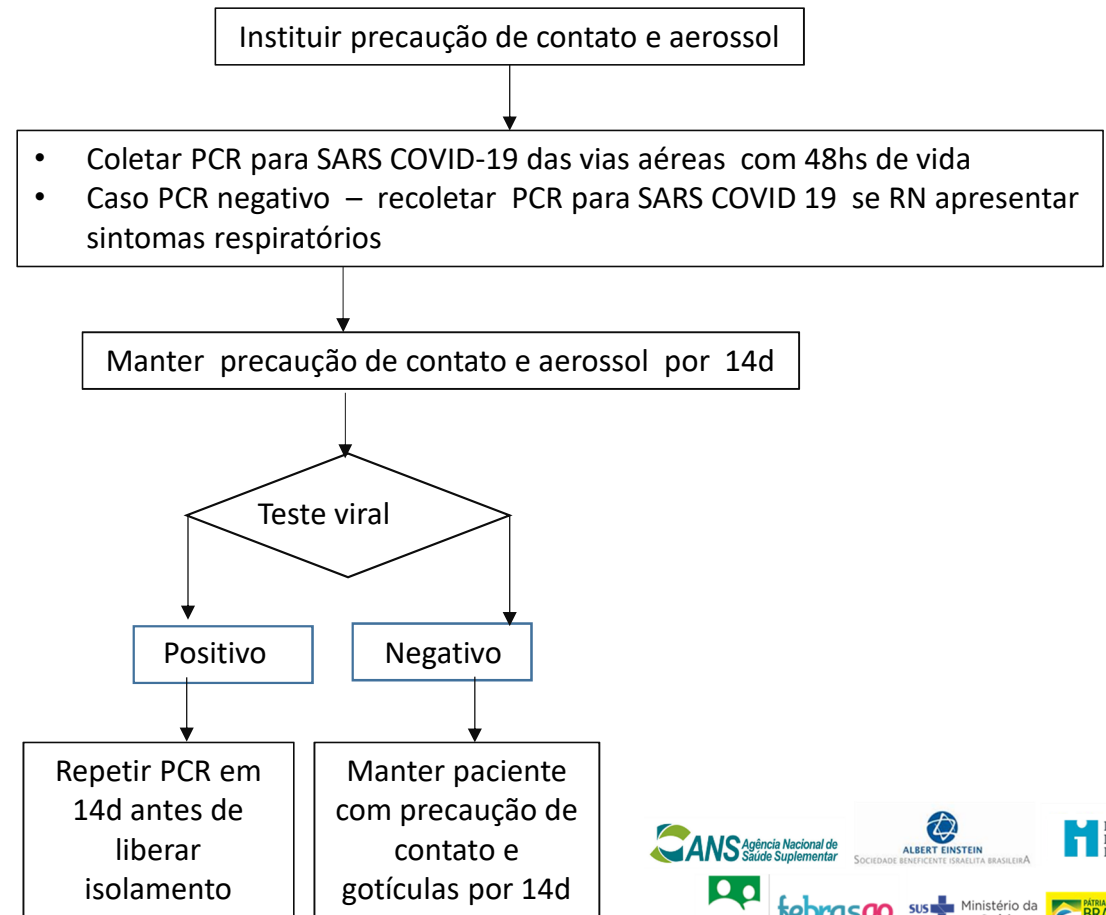 Instituir precaução de contato e aerossol
• Coletar PCR para SARS COVID-19 das vias aéreas com 48hs de vida
• Caso PCR negativo – recoletar PCR para SARS COVID 19 se RN apresentar
sintomas respiratórios
Manter precaução de contato e aerossol por 14d
Teste viral
Positivo
Negativo
Repetir PCR em
14d antes de
liberar
isolamento
Manter paciente
com precaução de
contato e
gotículas por 14d
ANS Agência Nacional de
Saúde Suplementar
ALBERT EINSTEIN
SOCIEDADE BENEFICENTE ISRAELITA BRASILEIRA
febrasgo
SUS
Ministério da